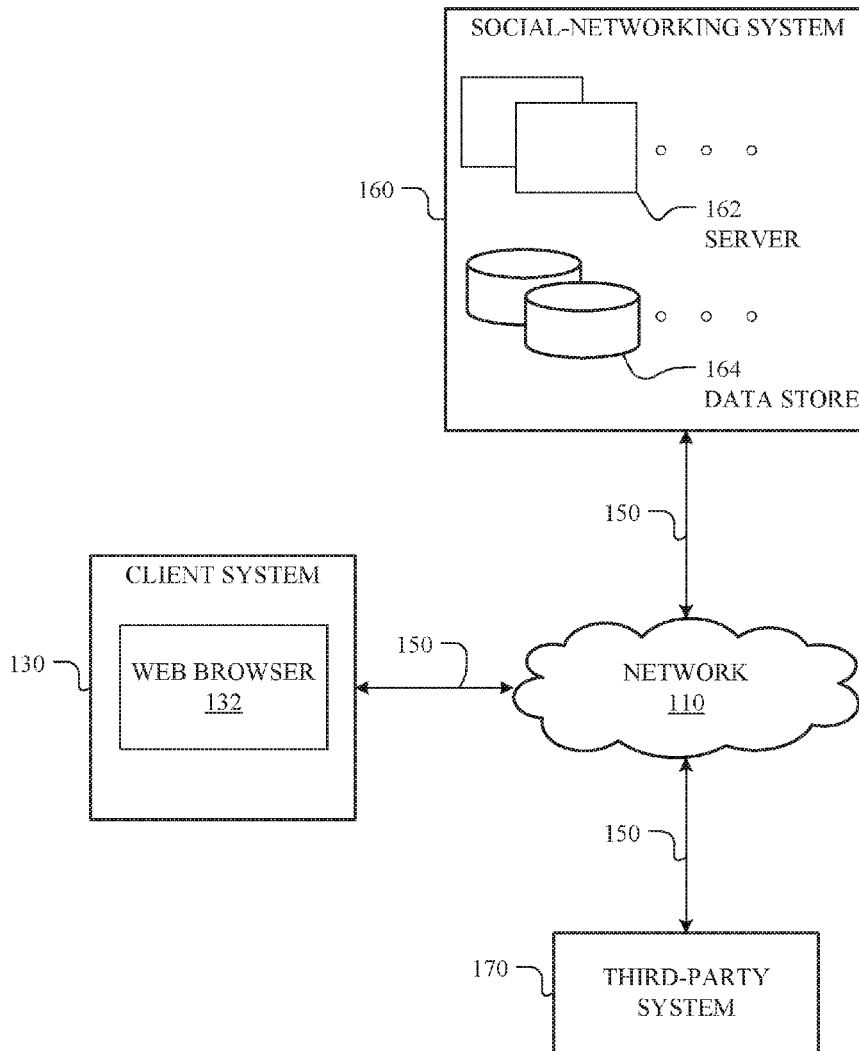 SOCIAL-NETWORKING SYSTEM
160
162
SERVER
164
DATA STORE
150
CLIENT SYSTEM
130
WEB BROWSER
132
150
NETWORK
110
150
170
THIRD-PARTY
SYSTEM